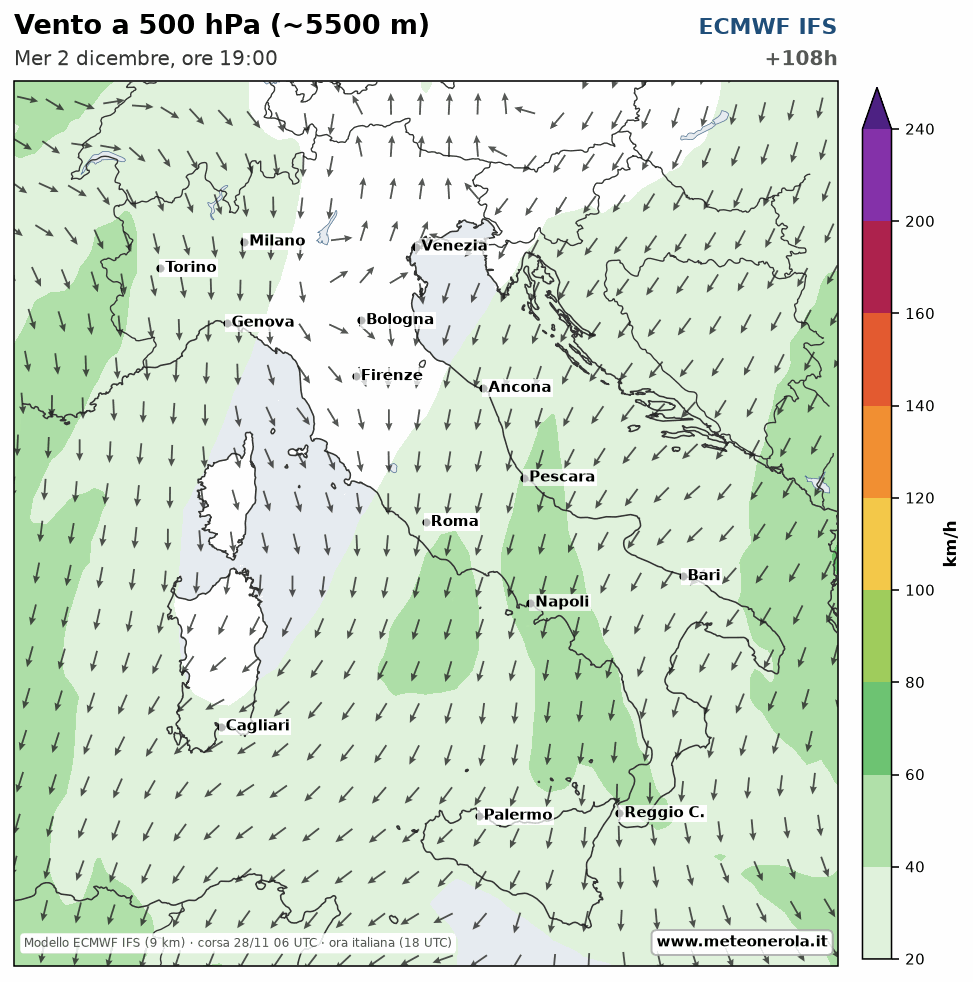 Vento a 500 hPa (~5500 m)
ECMWF IFS
Mer 2 dicembre, ore 19:00
+108h
Milano
Venezia
Torino
Genova
Bologna
Firenze
Ancona
Pescara
Roma
Bari
Napoli
Cagliari
Palermo
Reggio C.
240
200
160
140
120
100
80
60
40
20
km/h
Modello ECMWF IFS (9 km) · corsa 28/11 06 UTC · ora italiana (18 UTC)
www.meteonerola.it